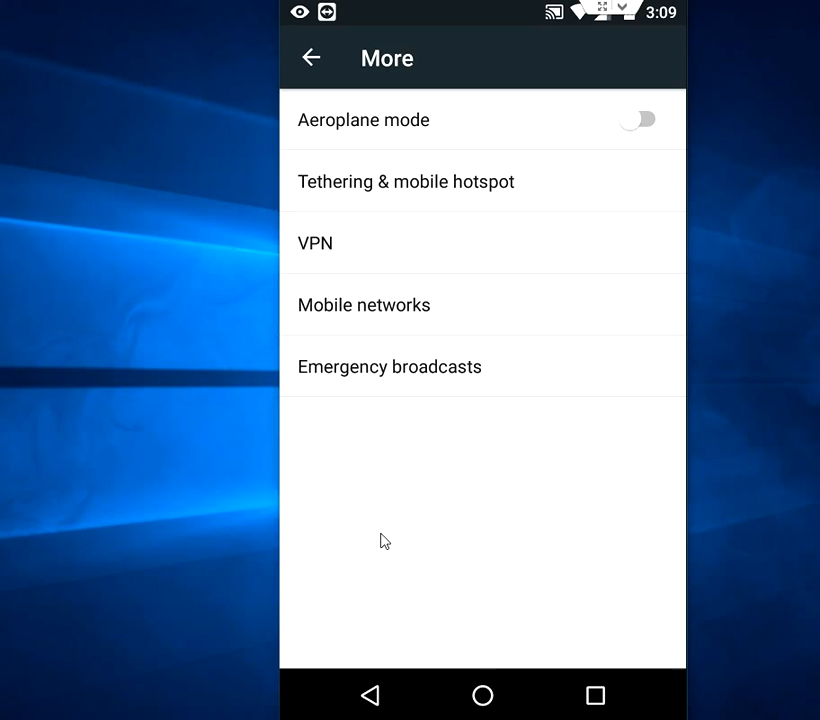 3:09
More
Aeroplane mode
Tethering & mobile hotspot
VPN
Mobile networks
Emergency broadcasts